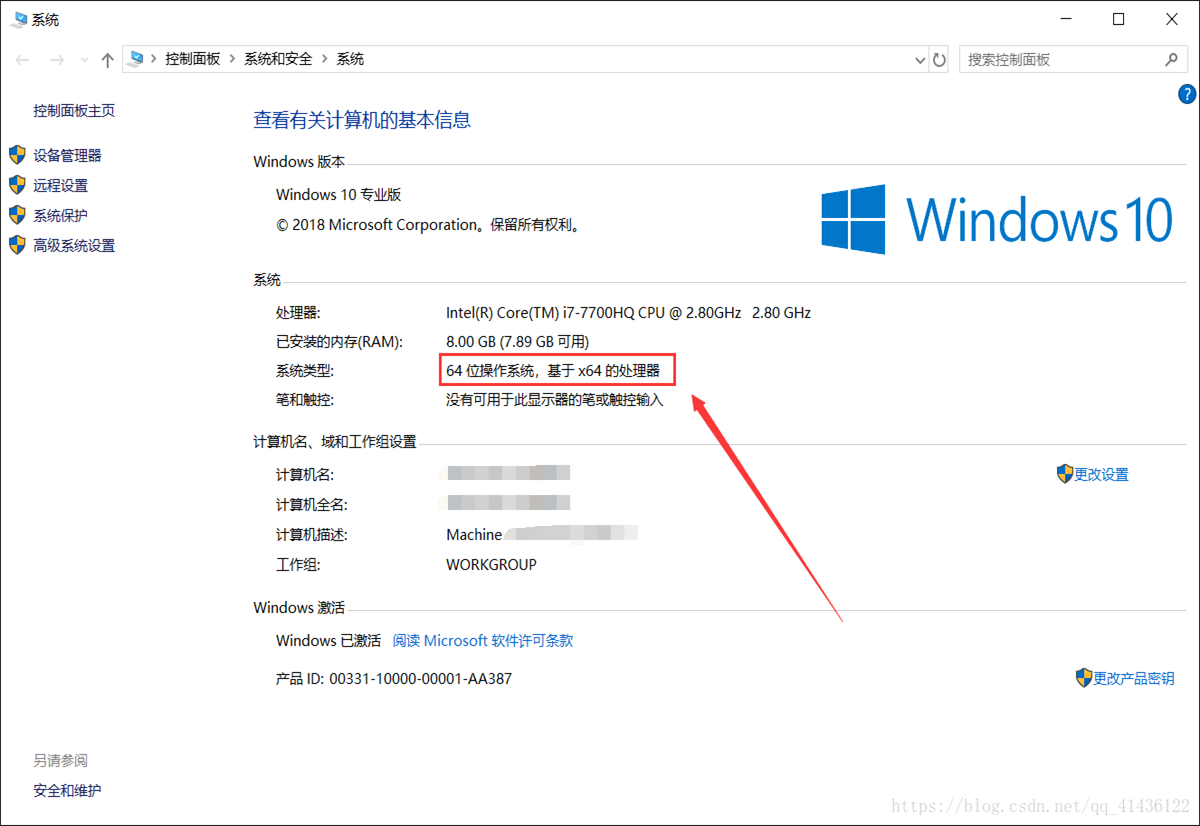 系统
控制面板 系统和安全 系统
搜索控制面板
?
控制面板主页
设备管理器
远程设置
系统保护
高级系统设置
查看有关计算机的基本信息
Windows 版本
Windows 10 专业版
© 2018 Microsoft Corporation。保留所有权利。
Windows 10
系统
处理器: Intel(R) Core(TM) i7-7700HQ CPU @ 2.80GHz 2.80 GHz
已安装的内存(RAM): 8.00 GB (7.89 GB 可用)
系统类型: 64 位操作系统, 基于 x64 的处理器
笔和触控: 没有可用于此显示器的笔或触控输入
计算机名、域和工作组设置
计算机名:
更改设置
计算机全名:
计算机描述: Machine
工作组: WORKGROUP
Windows 激活
Windows 已激活 阅读 Microsoft 软件许可条款
产品 ID: 00331-10000-00001-AA387
更改产品密钥
另请参阅
安全和维护
https://blog.csdn.net/qq_41436122